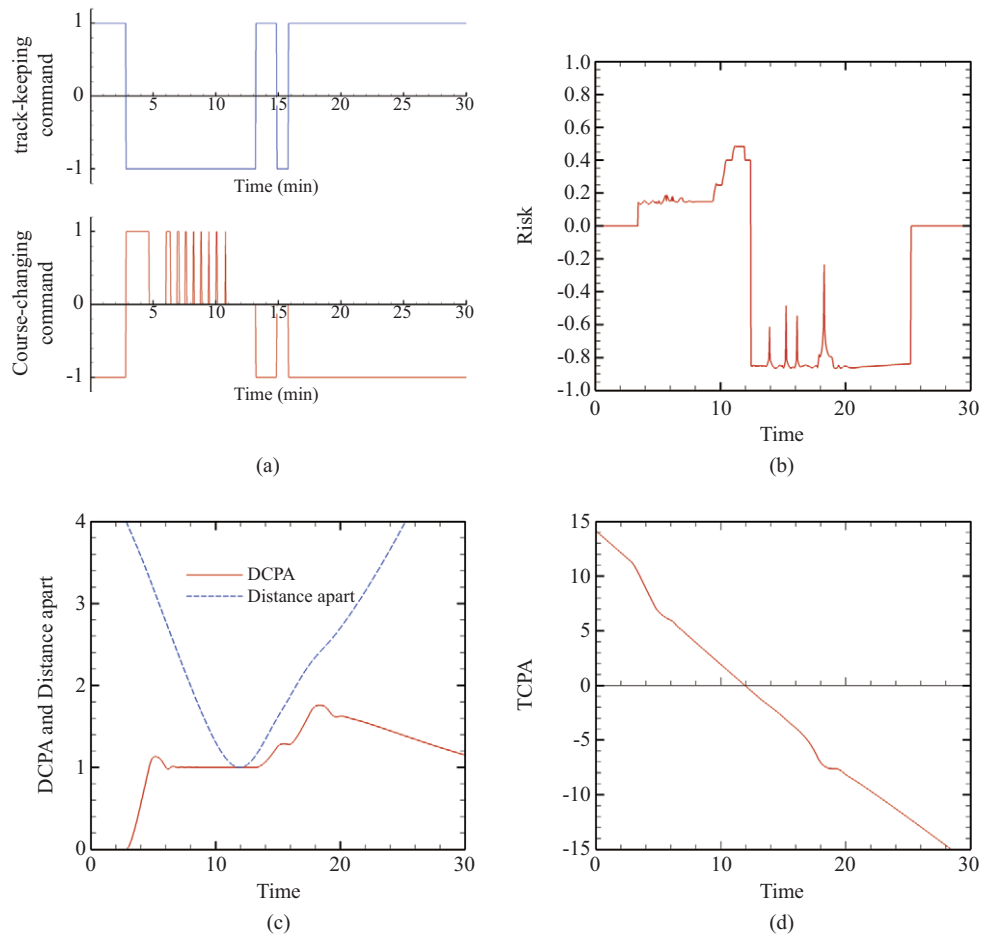 1
0
-1
track-keeping
command
5 10 15 20 25 30
Time (min)
1
0
-1
Course-changing
command
5 10 15 20 25 30
Time (min)
(a)
1.0
0.8
0.6
0.4
0.2
0.0
-0.2
-0.4
-0.6
-0.8
-1.0
Risk
0 10 20 30
Time
(b)
4
3
2
1
0
DCPA and Distance apart
DCPA
Distance apart
0 10 20 30
Time
(c)
15
10
5
0
-5
-10
-15
TCPA
0 10 20 30
Time
(d)